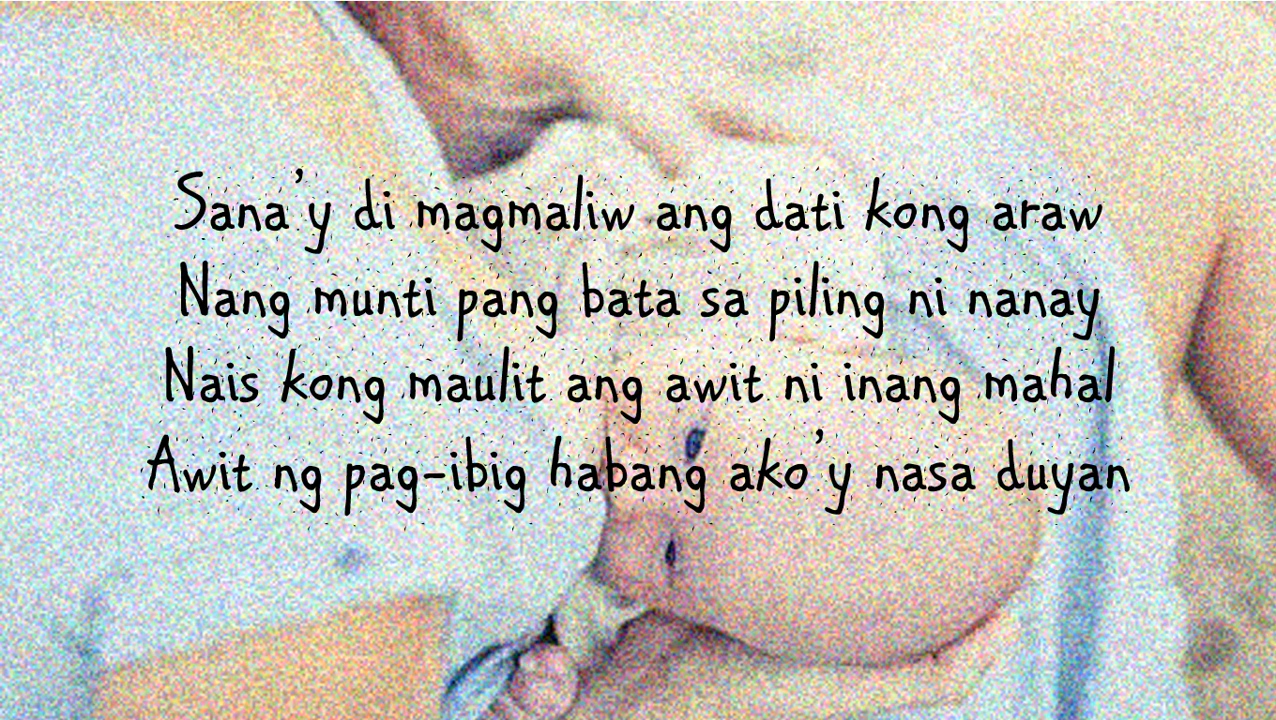 Sana'y di magmaliw ang dati kong araw
Nang munti pang bata sa piling ni nanay
Nais kong maulit ang awit ni inang mahal
Awit ng pag-ibig habang ako'y nasa duyan